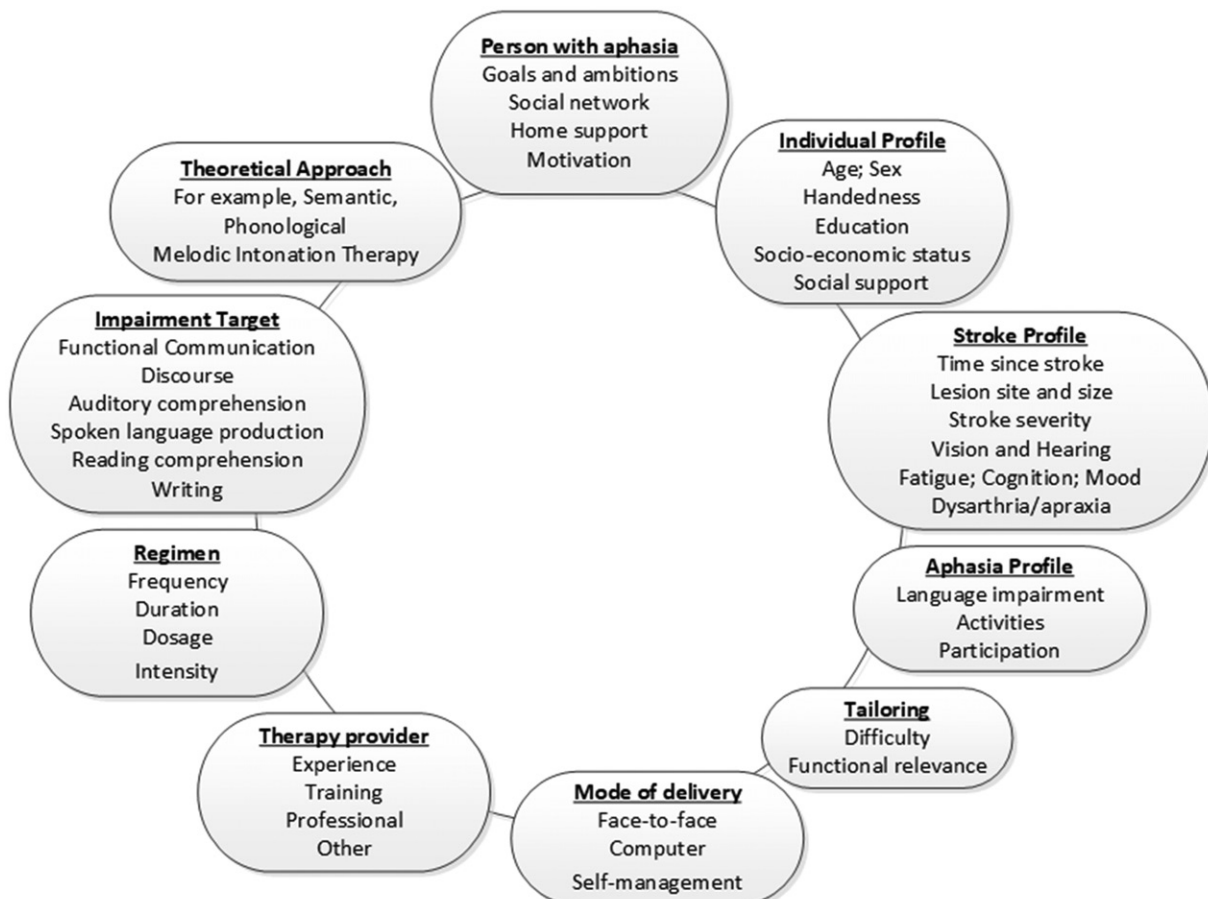 Person with aphasia
Goals and ambitions
Social network
Home support
Motivation
Individual Profile
Age; Sex
Handedness
Education
Socio-economic status
Social support
Stroke Profile
Time since stroke
Lesion site and size
Stroke severity
Vision and Hearing
Fatigue; Cognition; Mood
Dysarthria/apraxia
Aphasia Profile
Language impairment
Activities
Participation
Tailoring
Difficulty
Functional relevance
Mode of delivery
Face-to-face
Computer
Self-management
Therapy provider
Experience
Training
Professional
Other
Regimen
Frequency
Duration
Dosage
Intensity
Impairment Target
Functional Communication
Discourse
Auditory comprehension
Spoken language production
Reading comprehension
Writing
Theoretical Approach
For example, Semantic,
Phonological
Melodic Intonation Therapy